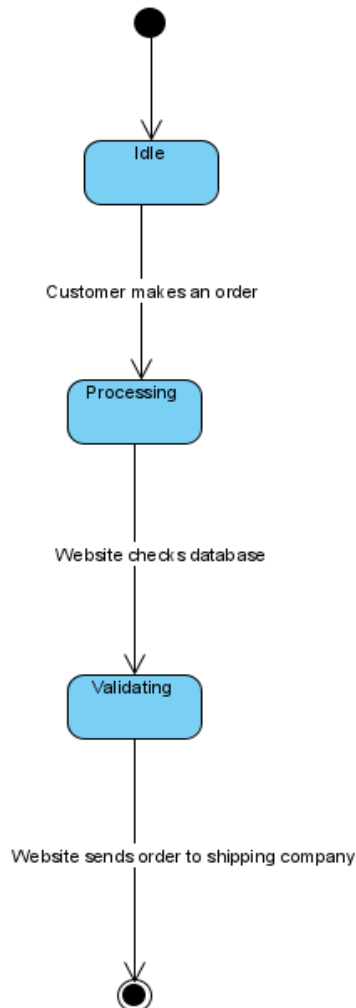 Idle
Customer makes an order
Processing
Website checks database
Validating
Website sends order to shipping company